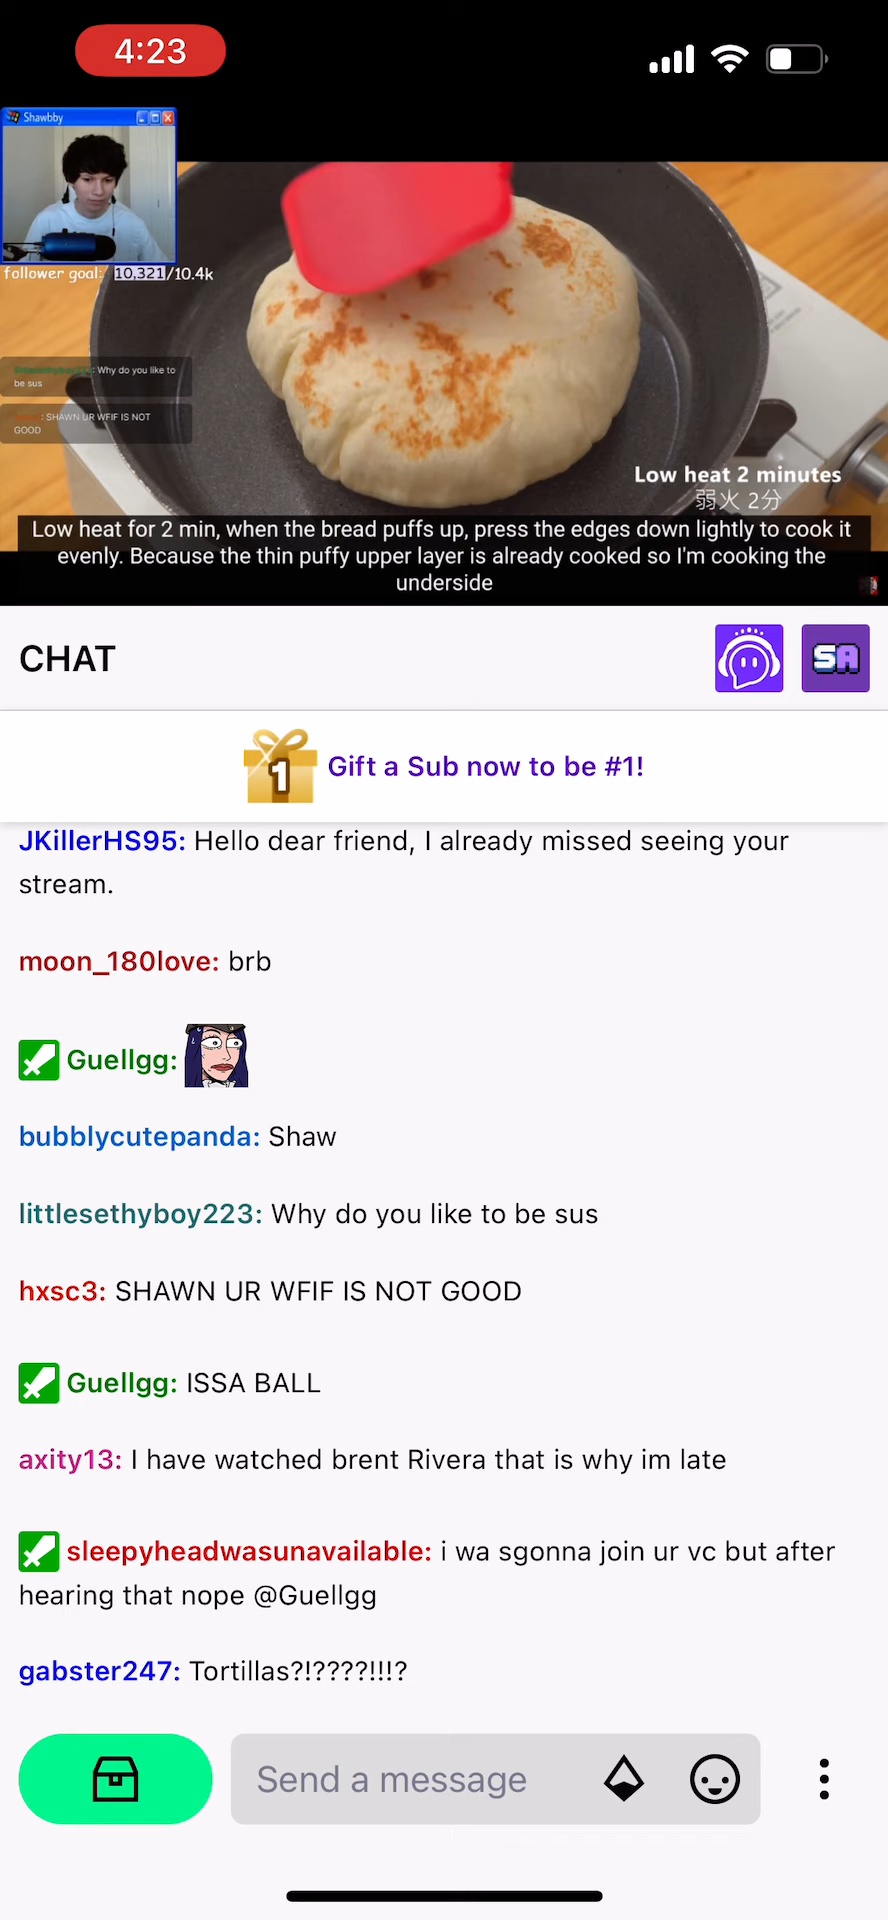 4:23
Shawbby
follower goal: 10,321/10.4k
: Why do you like to
be sus
: SHAWN UR WFIF IS NOT
GOOD
Low heat 2 minutes
弱火 2分
Low heat for 2 min, when the bread puffs up, press the edges down lightly to cook it
evenly. Because the thin puffy upper layer is already cooked so I'm cooking the
underside
CHAT
SA
1
Gift a Sub now to be #1!
JKillerHS95: Hello dear friend, I already missed seeing your
stream.
moon_180love: brb
Guellgg:
bubblycutepanda: Shaw
littlesethyboy223: Why do you like to be sus
hxsc3: SHAWN UR WFIF IS NOT GOOD
Guellgg: ISSA BALL
axity13: I have watched brent Rivera that is why im late
sleepyheadwasunavailable: i wa sgonna join ur vc but after
hearing that nope @Guellgg
gabster247: Tortillas?!????!!!?
Send a message